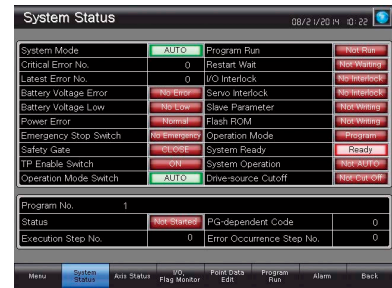 System Status 08/21/2014 10:22
System Mode AUTO Program Run Not Run
Critical Error No. 0 Restart Wait Not Waiting
Latest Error No. 0 I/O Interlock No Interlock
Battery Voltage Error No Error Servo Interlock No Interlock
Battery Voltage Low No Low Slave Parameter Not Writing
Power Error Normal Flash ROM Not Writing
Emergency Stop Switch No Emergency Operation Mode Program
Safety Gate CLOSE System Ready Ready
TP Enable Switch ON System Operation Not AUTO
Operation Mode Switch AUTO Drive-source Cutoff Not Cut Off
Program No. 1
Status Not Started PG-dependent Code 0
Execution Step No. 0 Error Occurrence Step No. 0
Menu System Status Axis Status I/O, Flag Monitor Point Data Edit Program Run Alarm Back